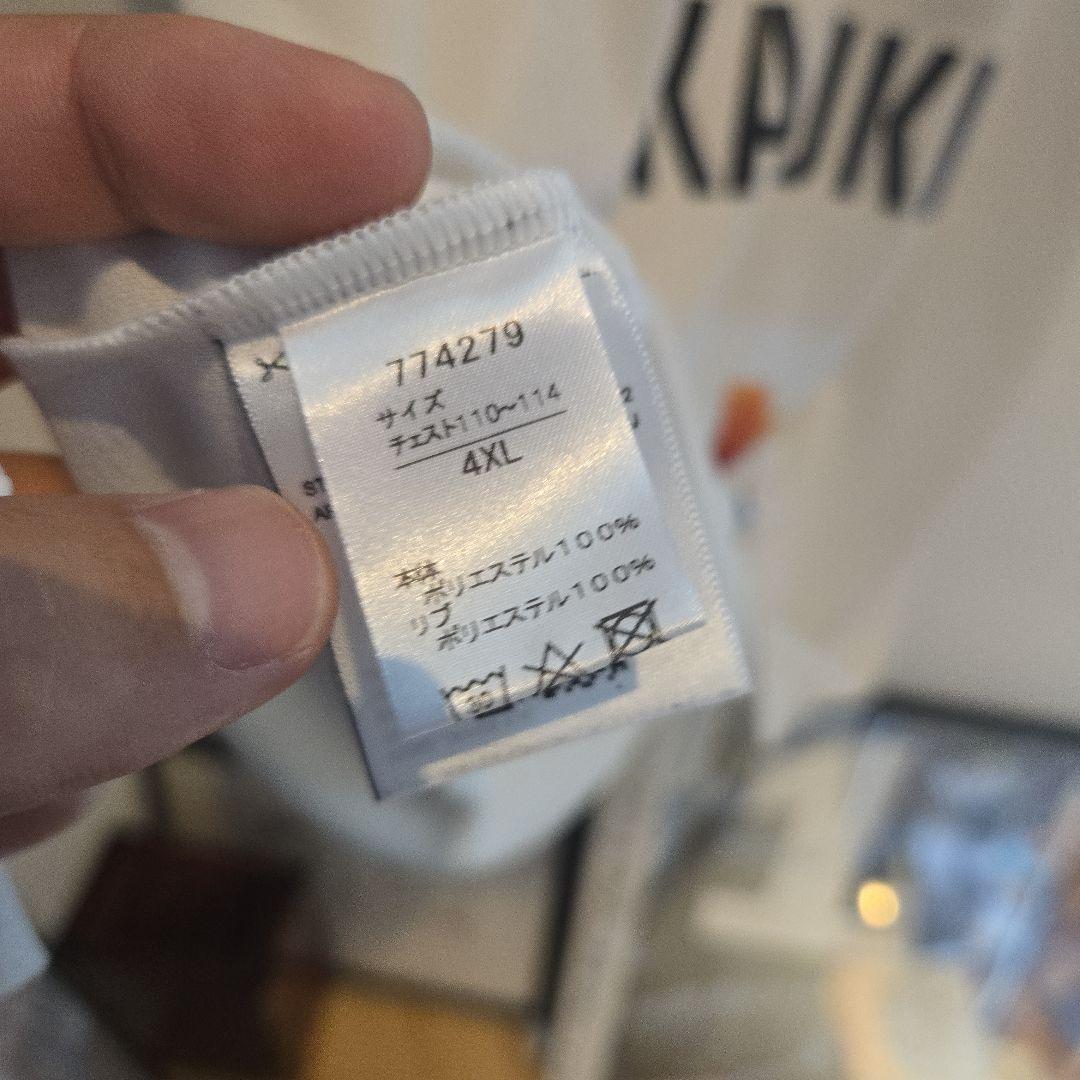 KAJKI
774279
サイズ
チェスト110~114
4XL
本体
ポリエステル100%
リブ
ポリエステル100%